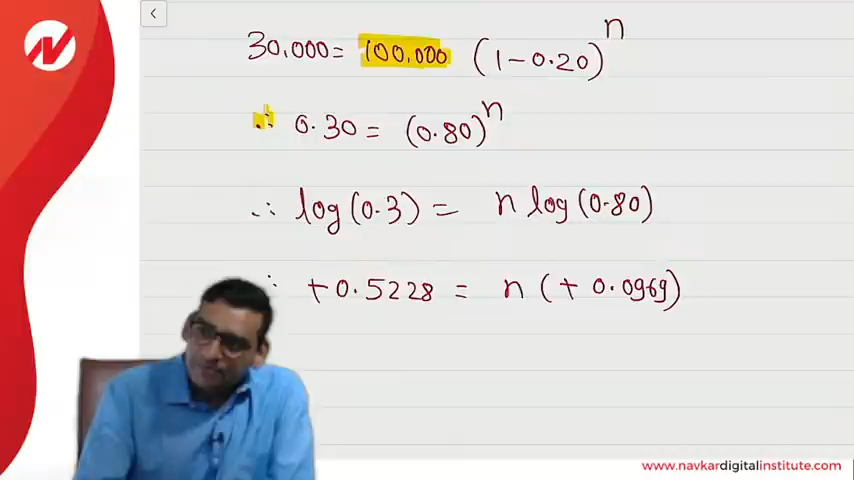 30,000 = 100,000 (1-0.20)^n
∴ 0.30 = (0.80)^n
∴ log(0.3) = n log(0.80)
∴ +0.5228 = n (+ 0.0969)
www.navkardigitalinstitute.com